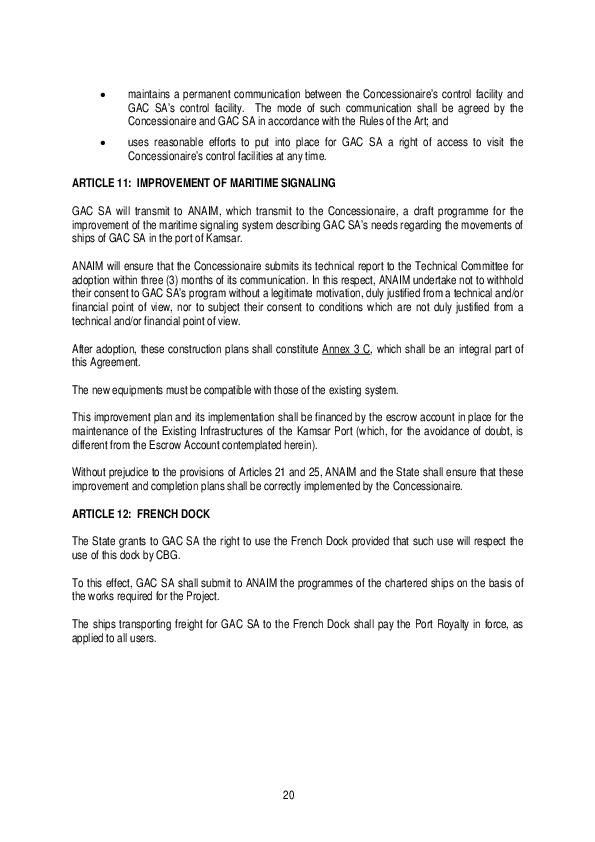 • maintains a permanent communication between the Concessionaire's control facility and
GAC SA's control facility. The mode of such communication shall be agreed by the
Concessionaire and GAC SA in accordance with the Rules of the Art; and
• uses reasonable efforts to put into place for GAC SA a right of access to visit the
Concessionaire's control facilities at any time.
ARTICLE 11: IMPROVEMENT OF MARITIME SIGNALING
GAC SA will transmit to ANAIM, which transmit to the Concessionaire, a draft programme for the
improvement of the maritime signaling system describing GAC SA's needs regarding the movements of
ships of GAC SA in the port of Kamsar.
ANAIM will ensure that the Concessionaire submits its technical report to the Technical Committee for
adoption within three (3) months of its communication. In this respect, ANAIM undertake not to withhold
their consent to GAC SA's program without a legitimate motivation, duly justified from a technical and/or
financial point of view, nor to subject their consent to conditions which are not duly justified from a
technical and/or financial point of view.
After adoption, these construction plans shall constitute Annex 3 C, which shall be an integral part of
this Agreement.
The new equipments must be compatible with those of the existing system.
This improvement plan and its implementation shall be financed by the escrow account in place for the
maintenance of the Existing Infrastructures of the Kamsar Port (which, for the avoidance of doubt, is
different from the Escrow Account contemplated herein).
Without prejudice to the provisions of Articles 21 and 25, ANAIM and the State shall ensure that these
improvement and completion plans shall be correctly implemented by the Concessionaire.
ARTICLE 12: FRENCH DOCK
The State grants to GAC SA the right to use the French Dock provided that such use will respect the
use of this dock by CBG.
To this effect, GAC SA shall submit to ANAIM the programmes of the chartered ships on the basis of
the works required for the Project.
The ships transporting freight for GAC SA to the French Dock shall pay the Port Royalty in force, as
applied to all users.
20